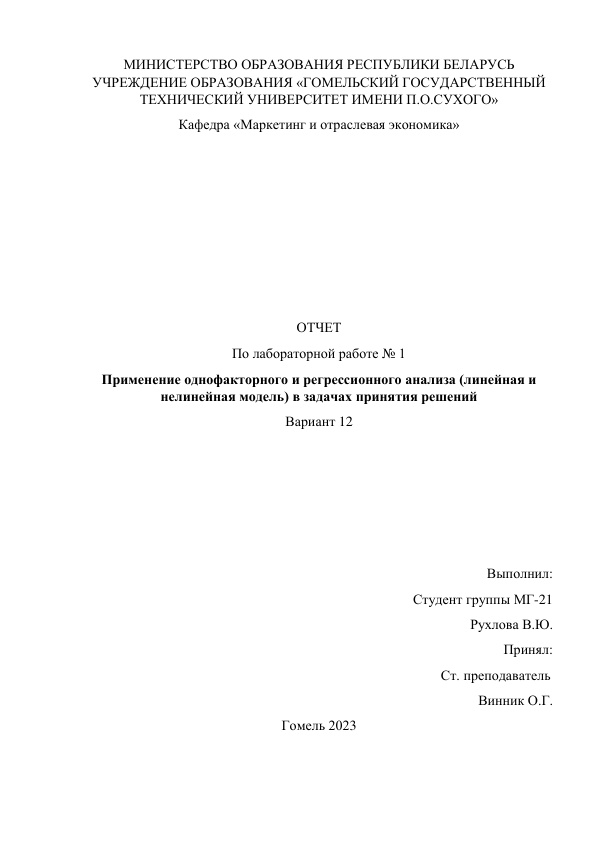 МИНИСТЕРСТВО ОБРАЗОВАНИЯ РЕСПУБЛИКИ БЕЛАРУСЬ
УЧРЕЖДЕНИЕ ОБРАЗОВАНИЯ «ГОМЕЛЬСКИЙ ГОСУДАРСТВЕННЫЙ
ТЕХНИЧЕСКИЙ УНИВЕРСИТЕТ ИМЕНИ П.О.СУХОГО»
Кафедра «Маркетинг и отраслевая экономика»
ОТЧЕТ
По лабораторной работе № 1
Применение однофакторного и регрессионного анализа (линейная и
нелинейная модель) в задачах принятия решений
Вариант 12
Выполнил:
Студент группы МГ-21
Рухлова В.Ю.
Принял:
Ст. преподаватель
Винник О.Г.
Гомель 2023